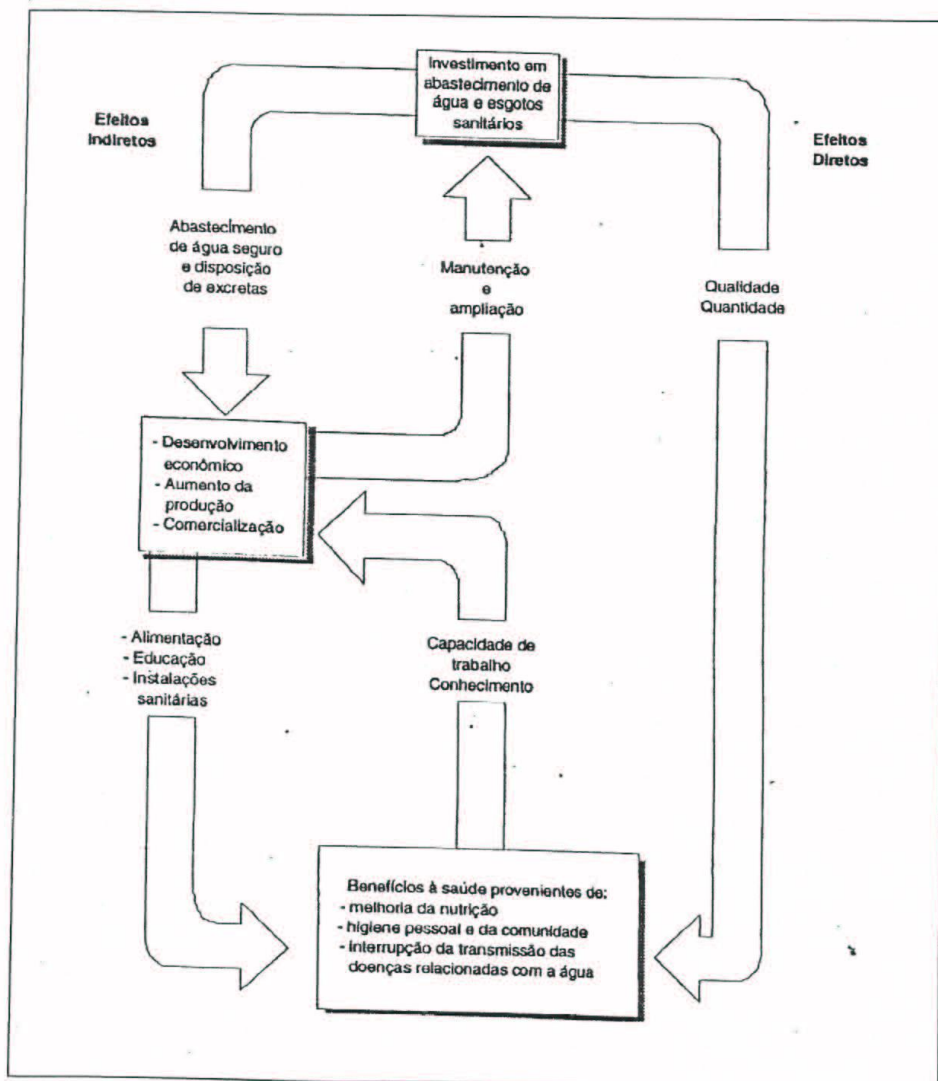 Investimento em
abastecimento de
água e esgotos
sanitários
Efeitos
Indiretos
Efeitos
Diretos
Abastecimento
de água seguro
e disposição
de excretas
Manutenção
e
ampliação
Qualidade
Quantidade
- Desenvolvimento
econômico
- Aumento da
produção
- Comercialização
- Alimentação
- Educação
- Instalações
sanitárias
Capacidade de
trabalho
Conhecimento
Benefícios à saúde provenientes de:
- melhoria da nutrição
- higiene pessoal e da comunidade
- interrupção da transmissão das
doenças relacionadas com a água